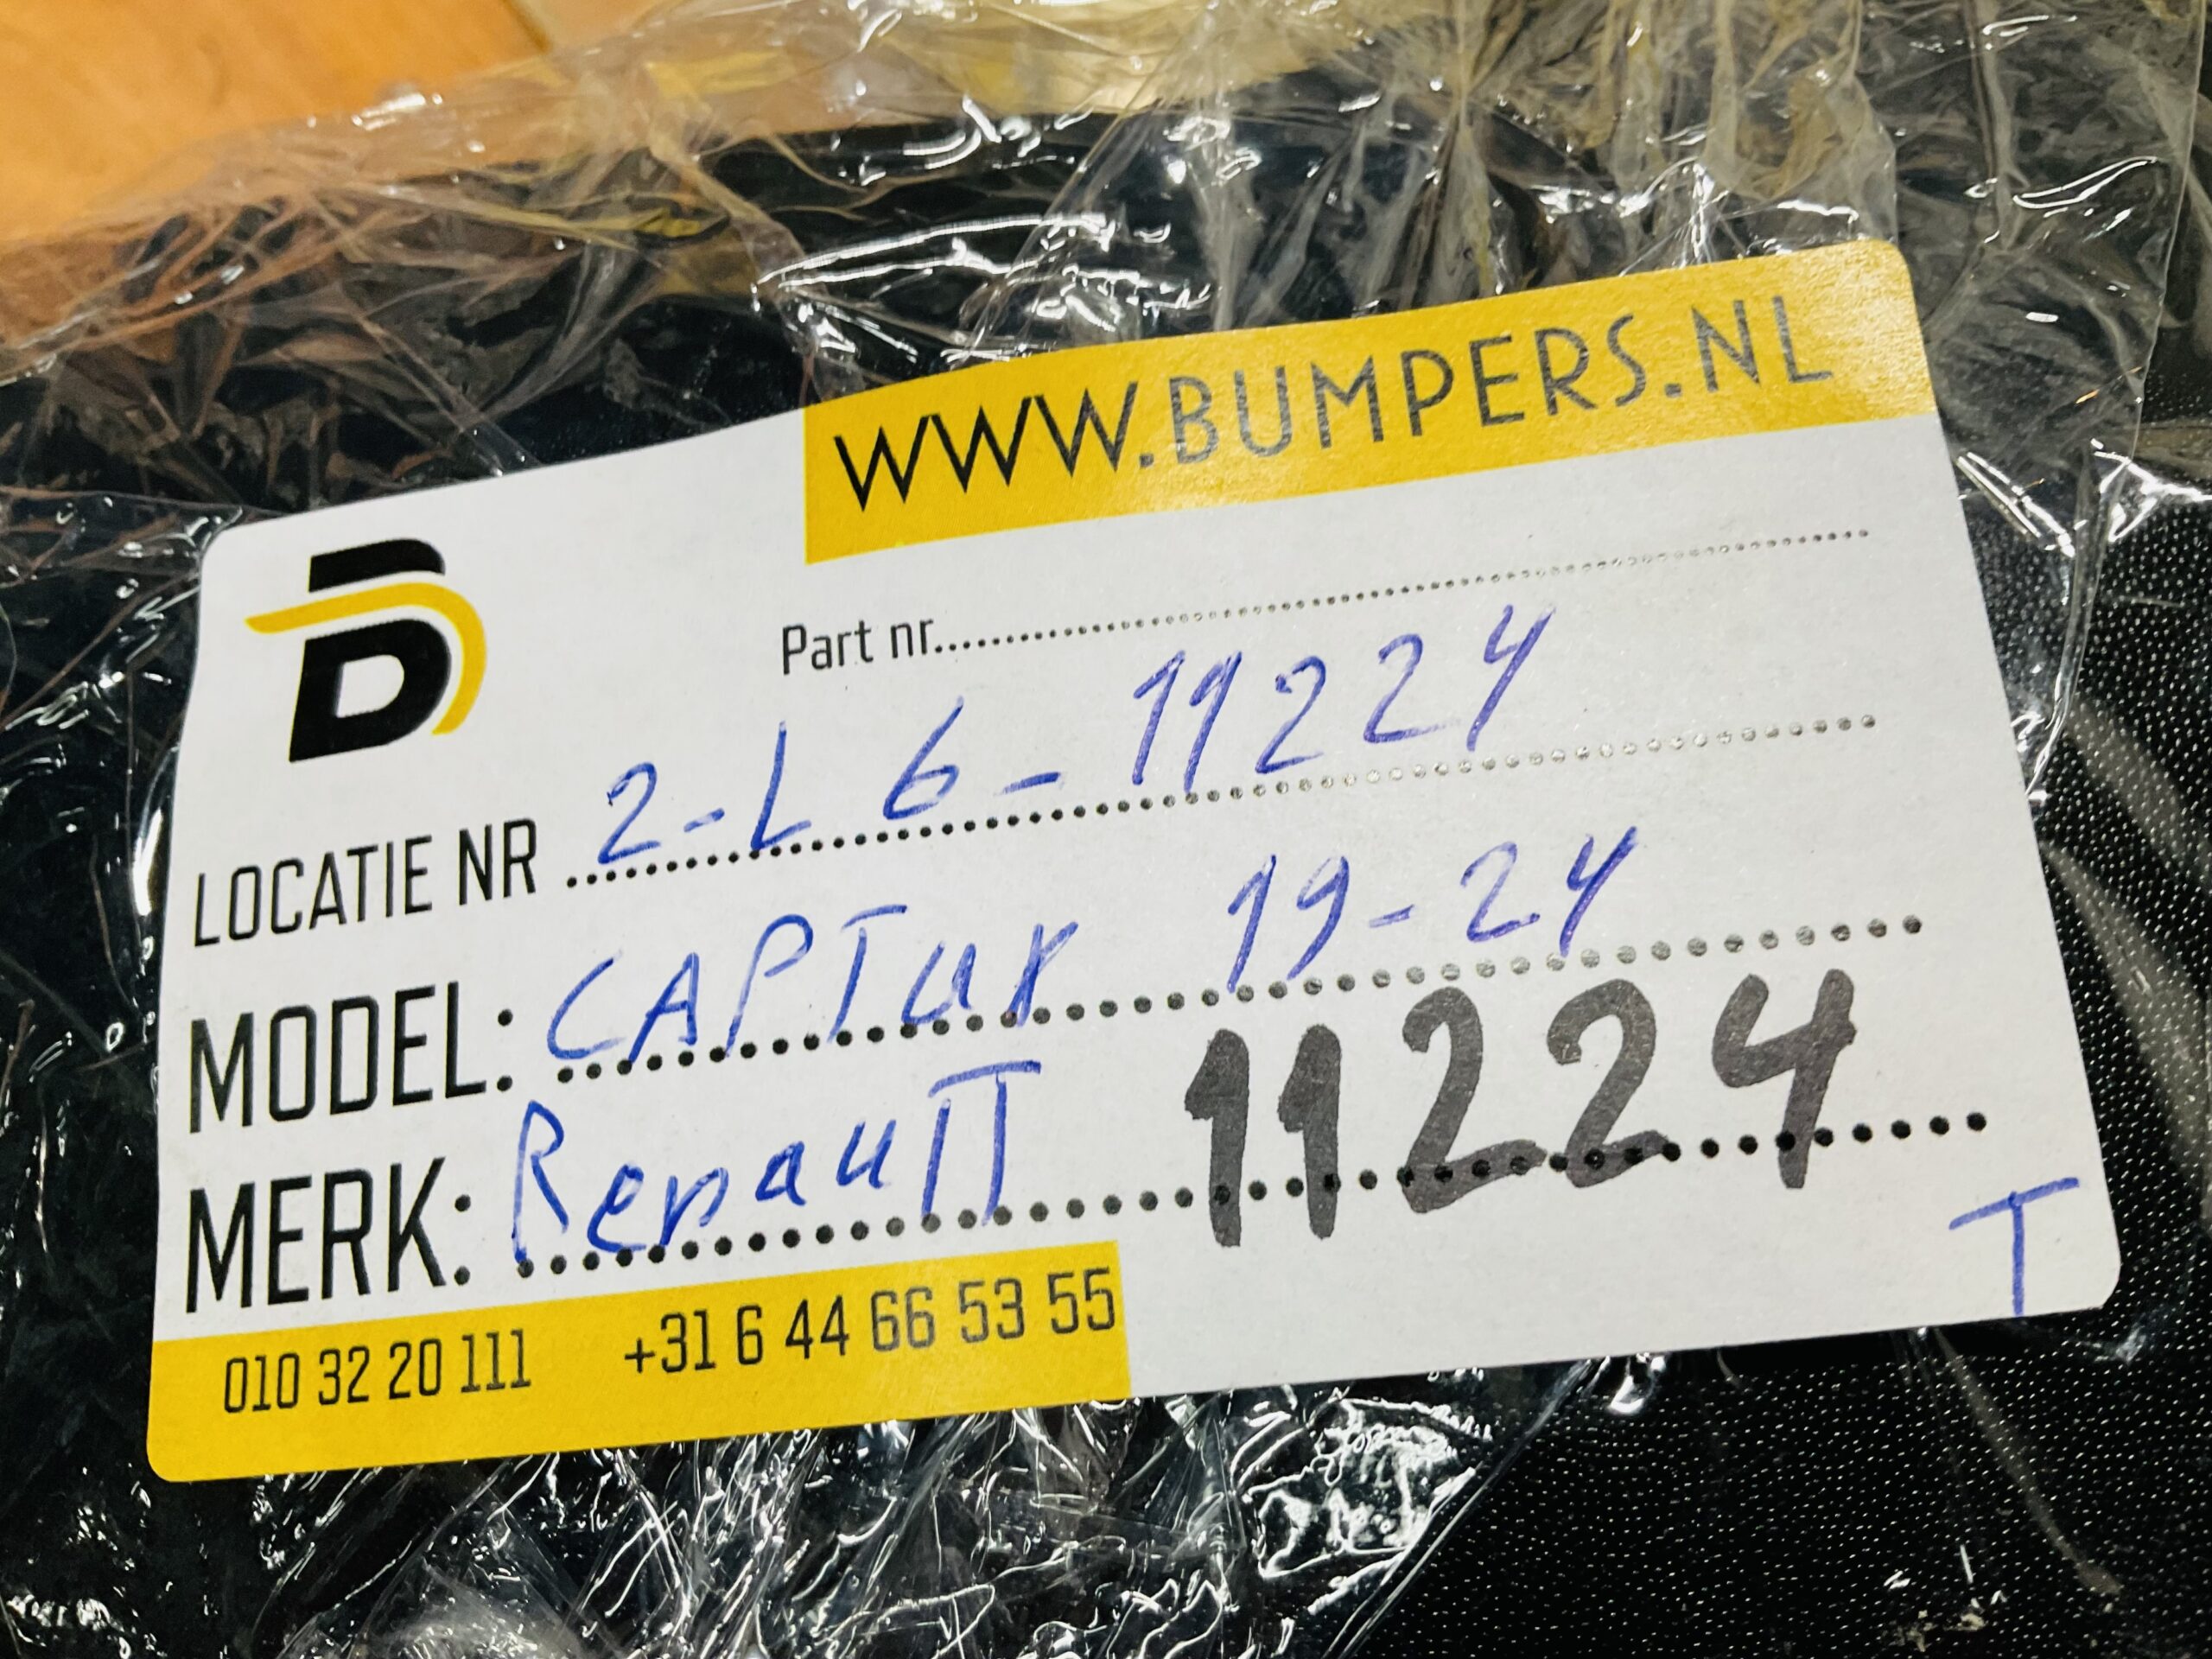 WWW.BUMPERS.NL
B
Part nr..........................................
LOCATIE NR 2-L 6-11224
MODEL: CAPTur 19-24
MERK: RenaulT 11224
T
010 32 20 111 +31 6 44 66 53 55